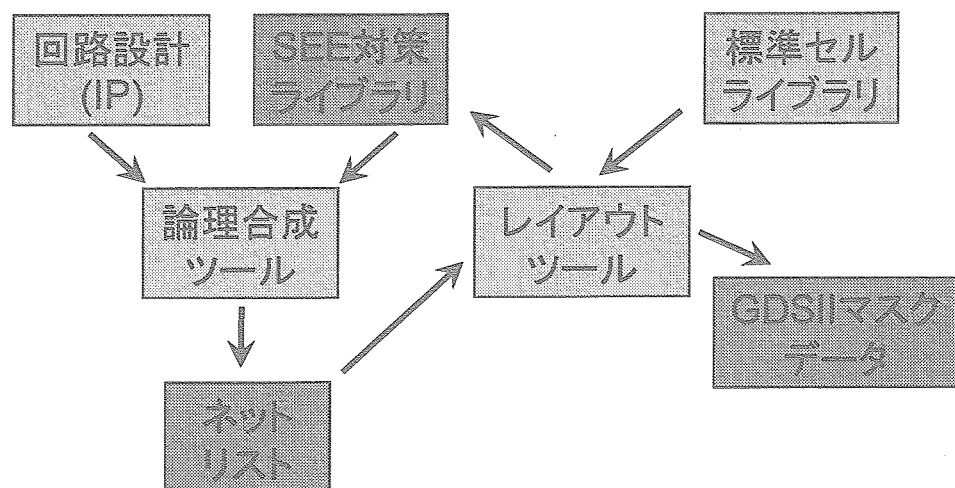 回路設計
(IP)
SEE対策
ライブラリ
標準セル
ライブラリ
論理合成
ツール
レイアウト
ツール
GDSIIマスク
データ
ネット
リスト